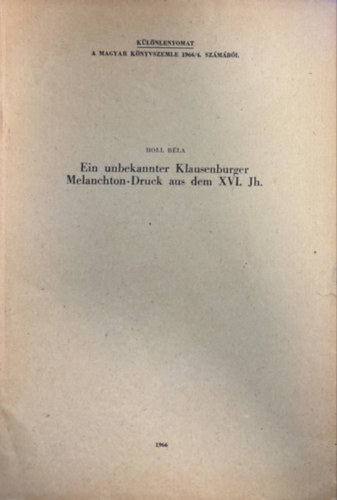 KÜLÖNLENYOMAT
A MAGYAR KÖNYVSZEMLE 1966/4. SZÁMÁBÓL
HOLL BÉLA
Ein unbekannter Klausenburger
Melanchton-Druck aus dem XVI. Jh.
1966